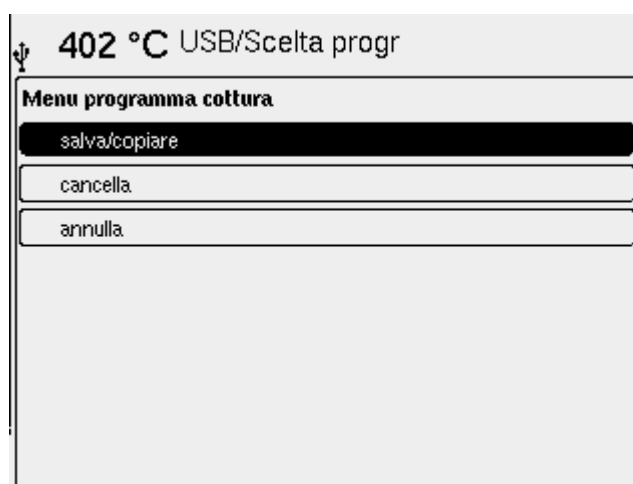 402 °C USB/Scelta progr
Menu programma cottura
salva/copiare
cancella
annulla